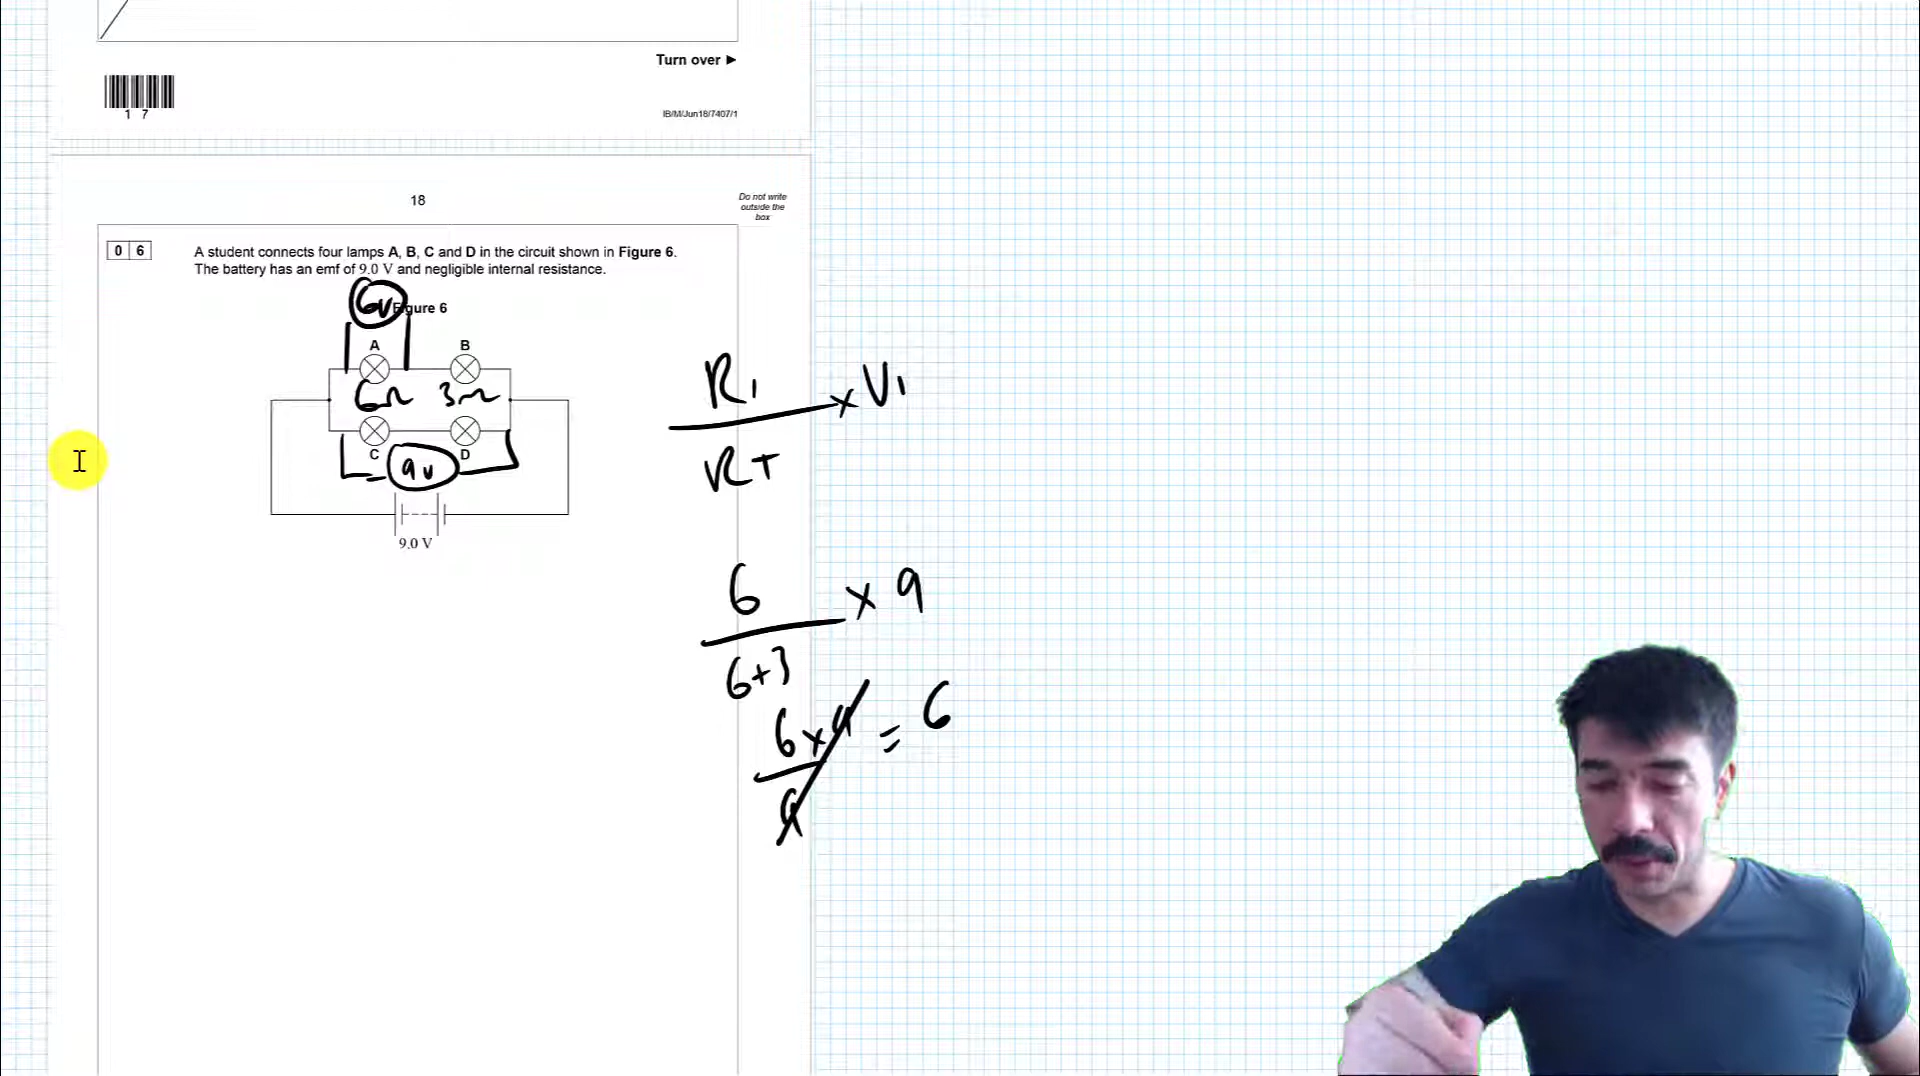 Turn over ►
1 7
IB/M/Jun18/7407/1
18
Do not write
outside the
box
0 6
A student connects four lamps A, B, C and D in the circuit shown in Figure 6.
The battery has an emf of 9.0 V and negligible internal resistance.
6v
Figure 6
A B
6Ω 3Ω
C D
9v
9.0 V
R1
× V1
RT
6
× 9
6+3
6×9
= 6
9